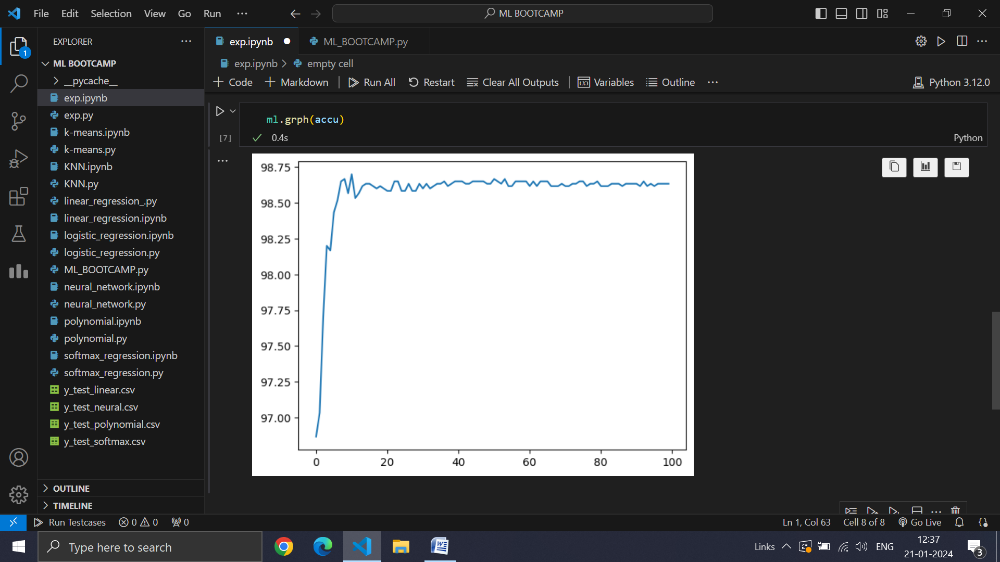 File Edit Selection View Go Run ··· ML BOOTCAMP
EXPLORER ···
exp.ipynb ML_BOOTCAMP.py
ML BOOTCAMP
exp.ipynb > empty cell
Code Markdown Run All Restart Clear All Outputs Variables Outline ··· Python 3.12.0
__pycache__
exp.ipynb
exp.py
k-means.ipynb
k-means.py
KNN.ipynb
KNN.py
linear_regression_.py
linear_regression.ipynb
logistic_regression.ipynb
logistic_regression.py
ML_BOOTCAMP.py
neural_network.ipynb
neural_network.py
polynomial.ipynb
polynomial.py
softmax_regression.ipynb
softmax_regression.py
y_test_linear.csv
y_test_neural.csv
y_test_polynomial.csv
y_test_softmax.csv
OUTLINE
TIMELINE
1
ml.grph(accu)
[7] 0.4s Python
98.75
98.50
98.25
98.00
97.75
97.50
97.25
97.00
0 20 40 60 80 100
Run Testcases 0 0 0 Ln 1, Col 63 Cell 8 of 8 Go Live
Type here to search Links ENG 12:37
21-01-2024 3